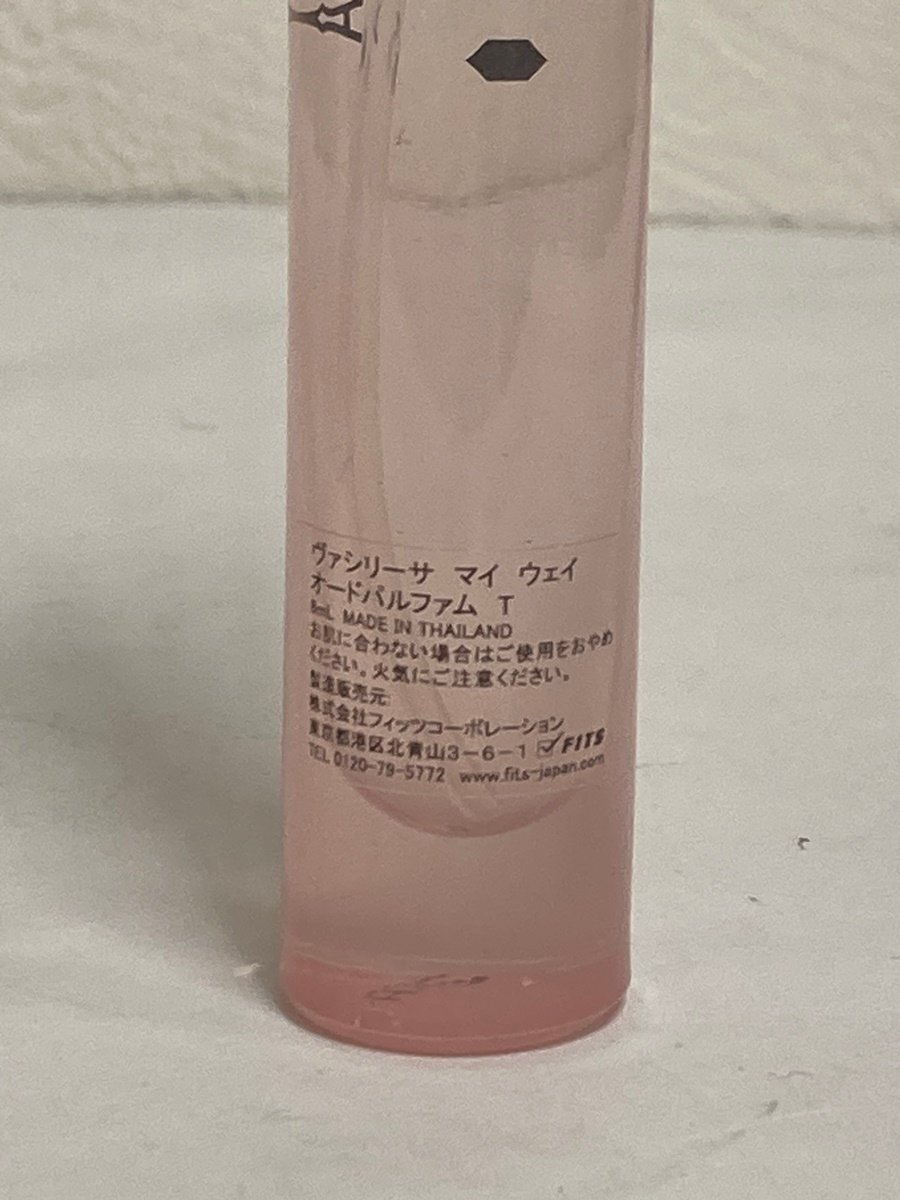 A
ヴァシリーサ マイ ウェイ
オードパルファム T
8mL MADE IN THAILAND
お肌に合わない場合はご使用をおやめ
ください。火気にご注意ください。
製造販売元:
株式会社フィッツコーポレーション
東京都港区北青山3-6-1 FITS
TEL 0120-79-5772 www.fits-japan.com